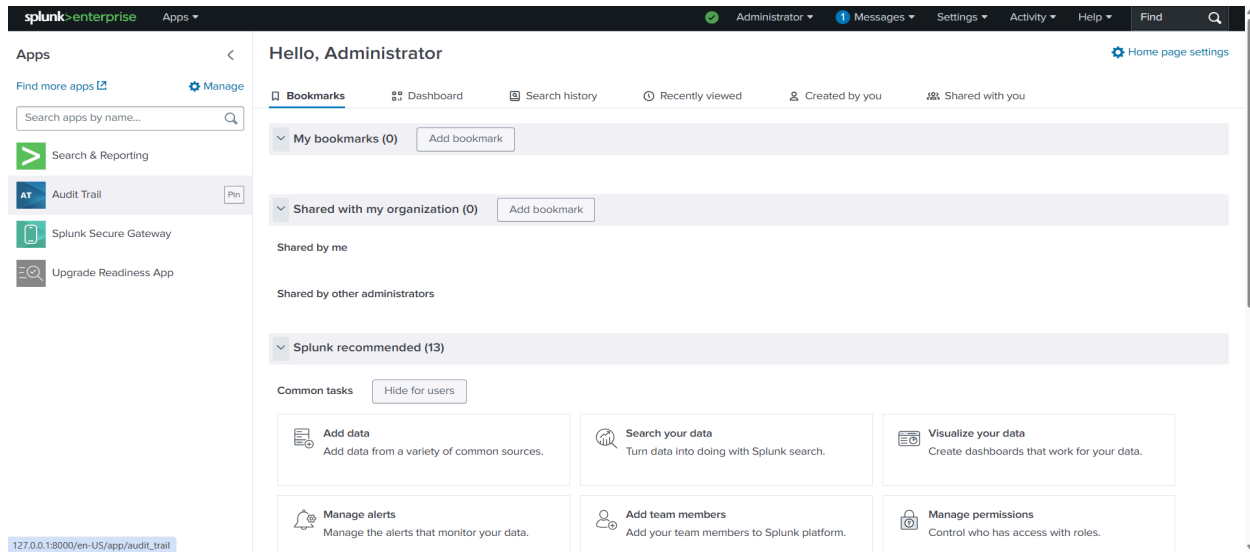 splunk>enterprise Apps Administrator 1 Messages Settings Activity Help Find
Apps
Find more apps Manage
Search apps by name...
Search & Reporting
AT Audit Trail Pin
Splunk Secure Gateway
Upgrade Readiness App
Hello, Administrator
Home page settings
Bookmarks Dashboard Search history Recently viewed Created by you Shared with you
My bookmarks (0) Add bookmark
Shared with my organization (0) Add bookmark
Shared by me
Shared by other administrators
Splunk recommended (13)
Common tasks Hide for users
Add data
Add data from a variety of common sources.
Search your data
Turn data into doing with Splunk search.
Visualize your data
Create dashboards that work for your data.
Manage alerts
Manage the alerts that monitor your data.
Add team members
Add your team members to Splunk platform.
Manage permissions
Control who has access with roles.
127.0.0.1:8000/en-US/app/audit_trail